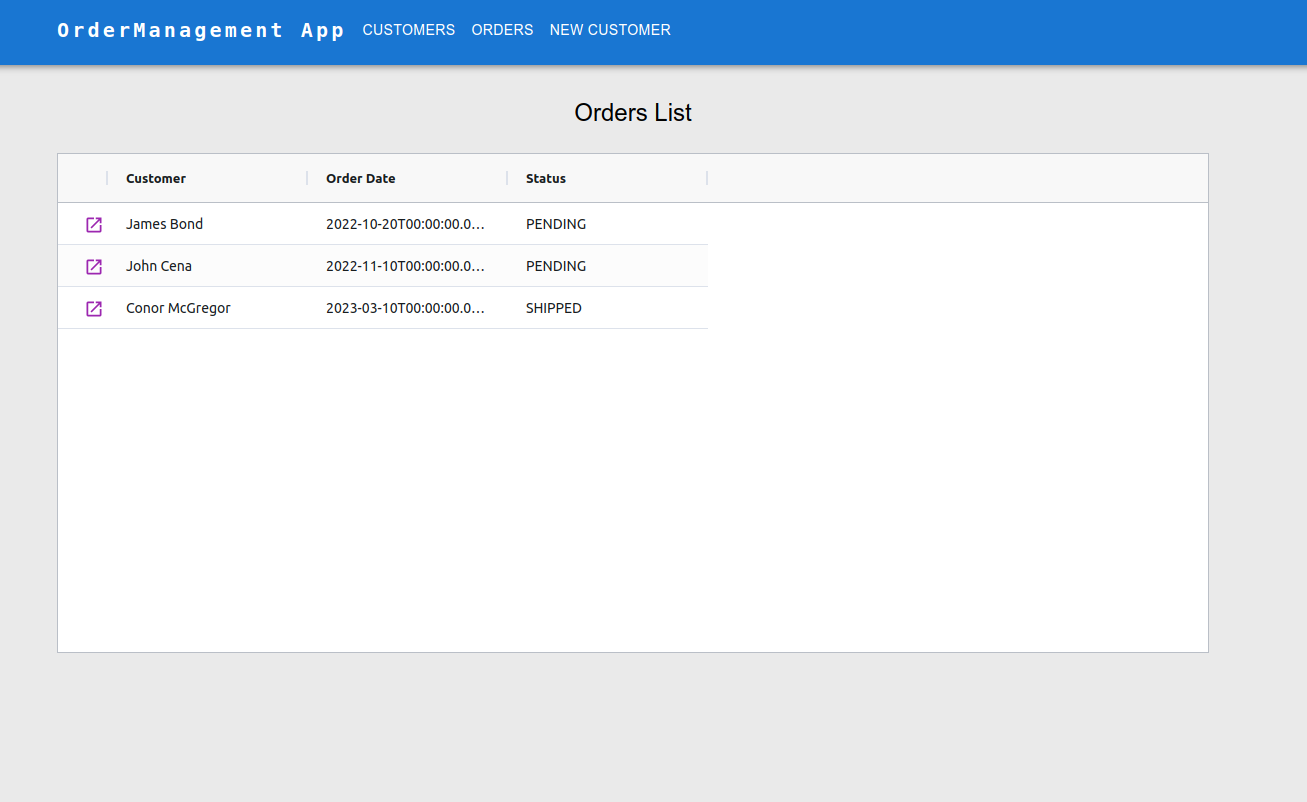 OrderManagement App CUSTOMERS ORDERS NEW CUSTOMER
Orders List
Customer Order Date Status
James Bond 2022-10-20T00:00:00.0... PENDING
John Cena 2022-11-10T00:00:00.0... PENDING
Conor McGregor 2023-03-10T00:00:00.0... SHIPPED